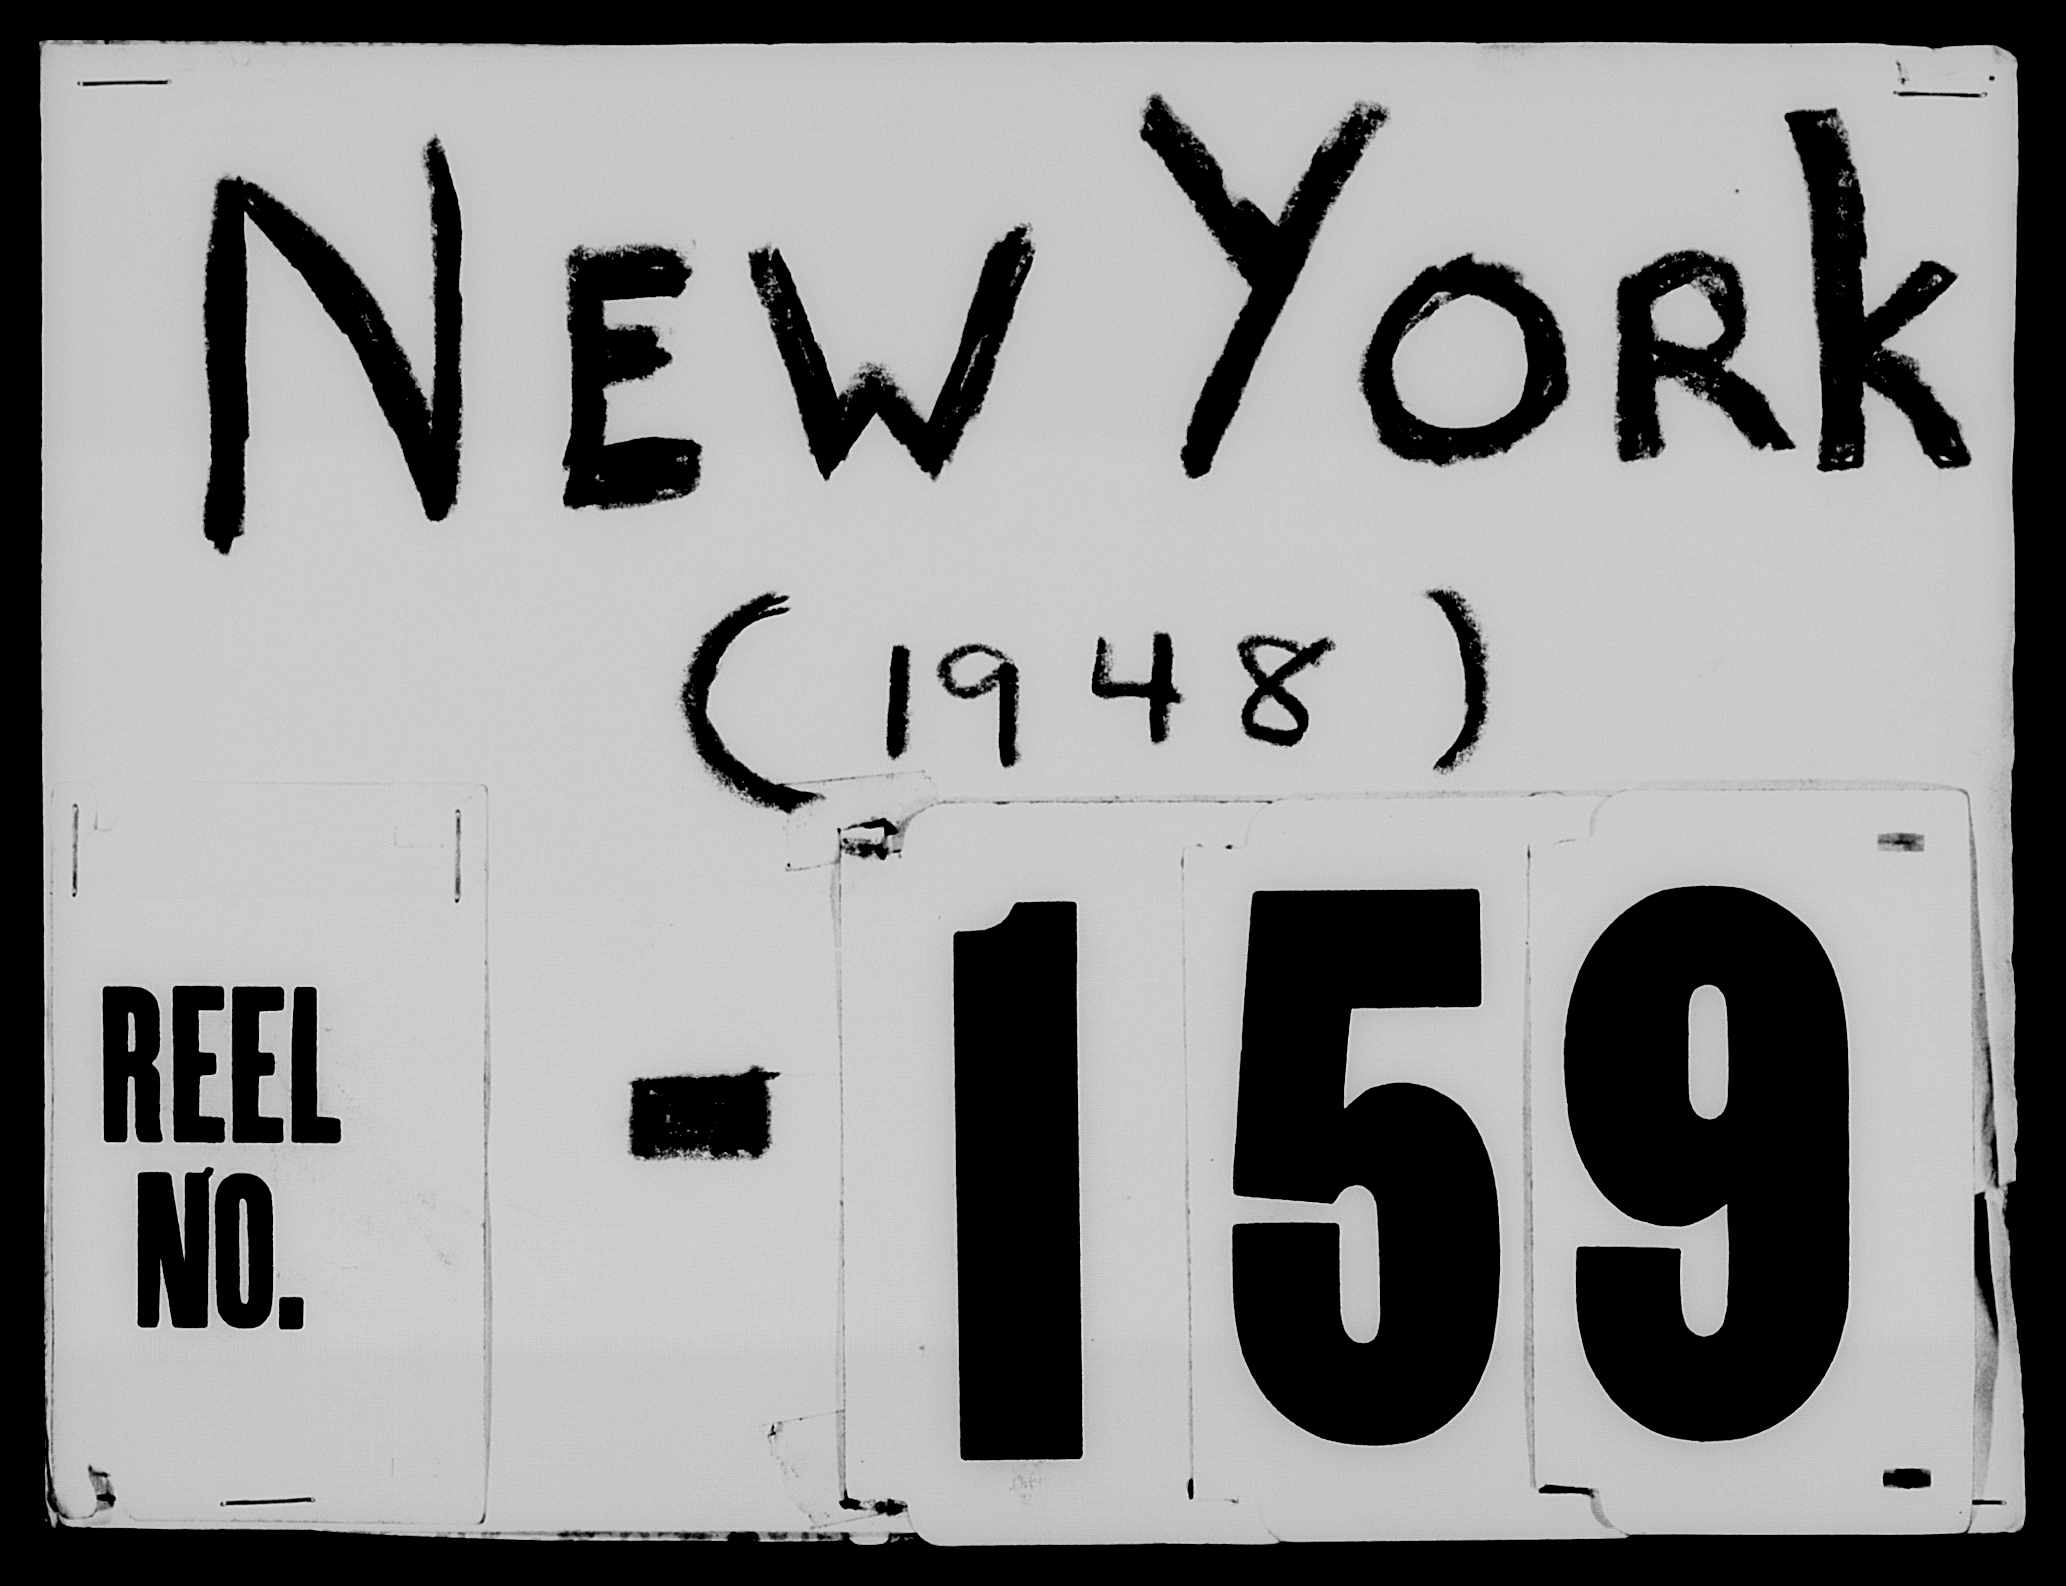 NEW YORk
(1948)
REEL
NO. - 159